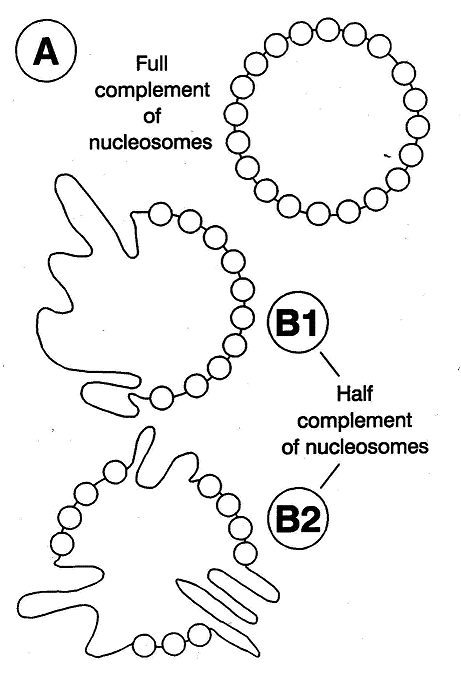 A
Full
complement
of
nucleosomes
B1
Half
complement
of nucleosomes
B2